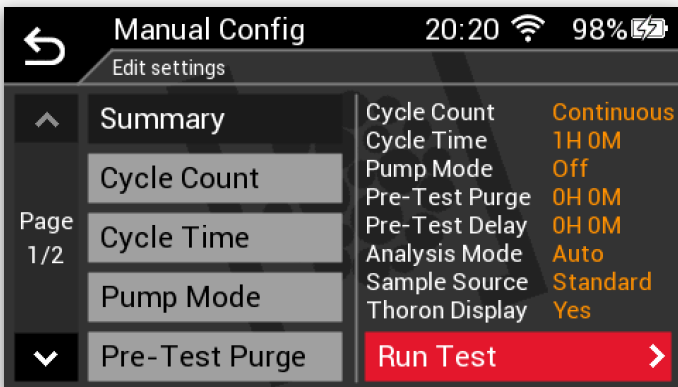 Manual Config 20:20 98%
Edit settings
Page
1/2
Summary
Cycle Count
Cycle Time
Pump Mode
Pre-Test Purge
Cycle Count Continuous
Cycle Time 1H 0M
Pump Mode Off
Pre-Test Purge 0H 0M
Pre-Test Delay 0H 0M
Analysis Mode Auto
Sample Source Standard
Thoron Display Yes
Run Test